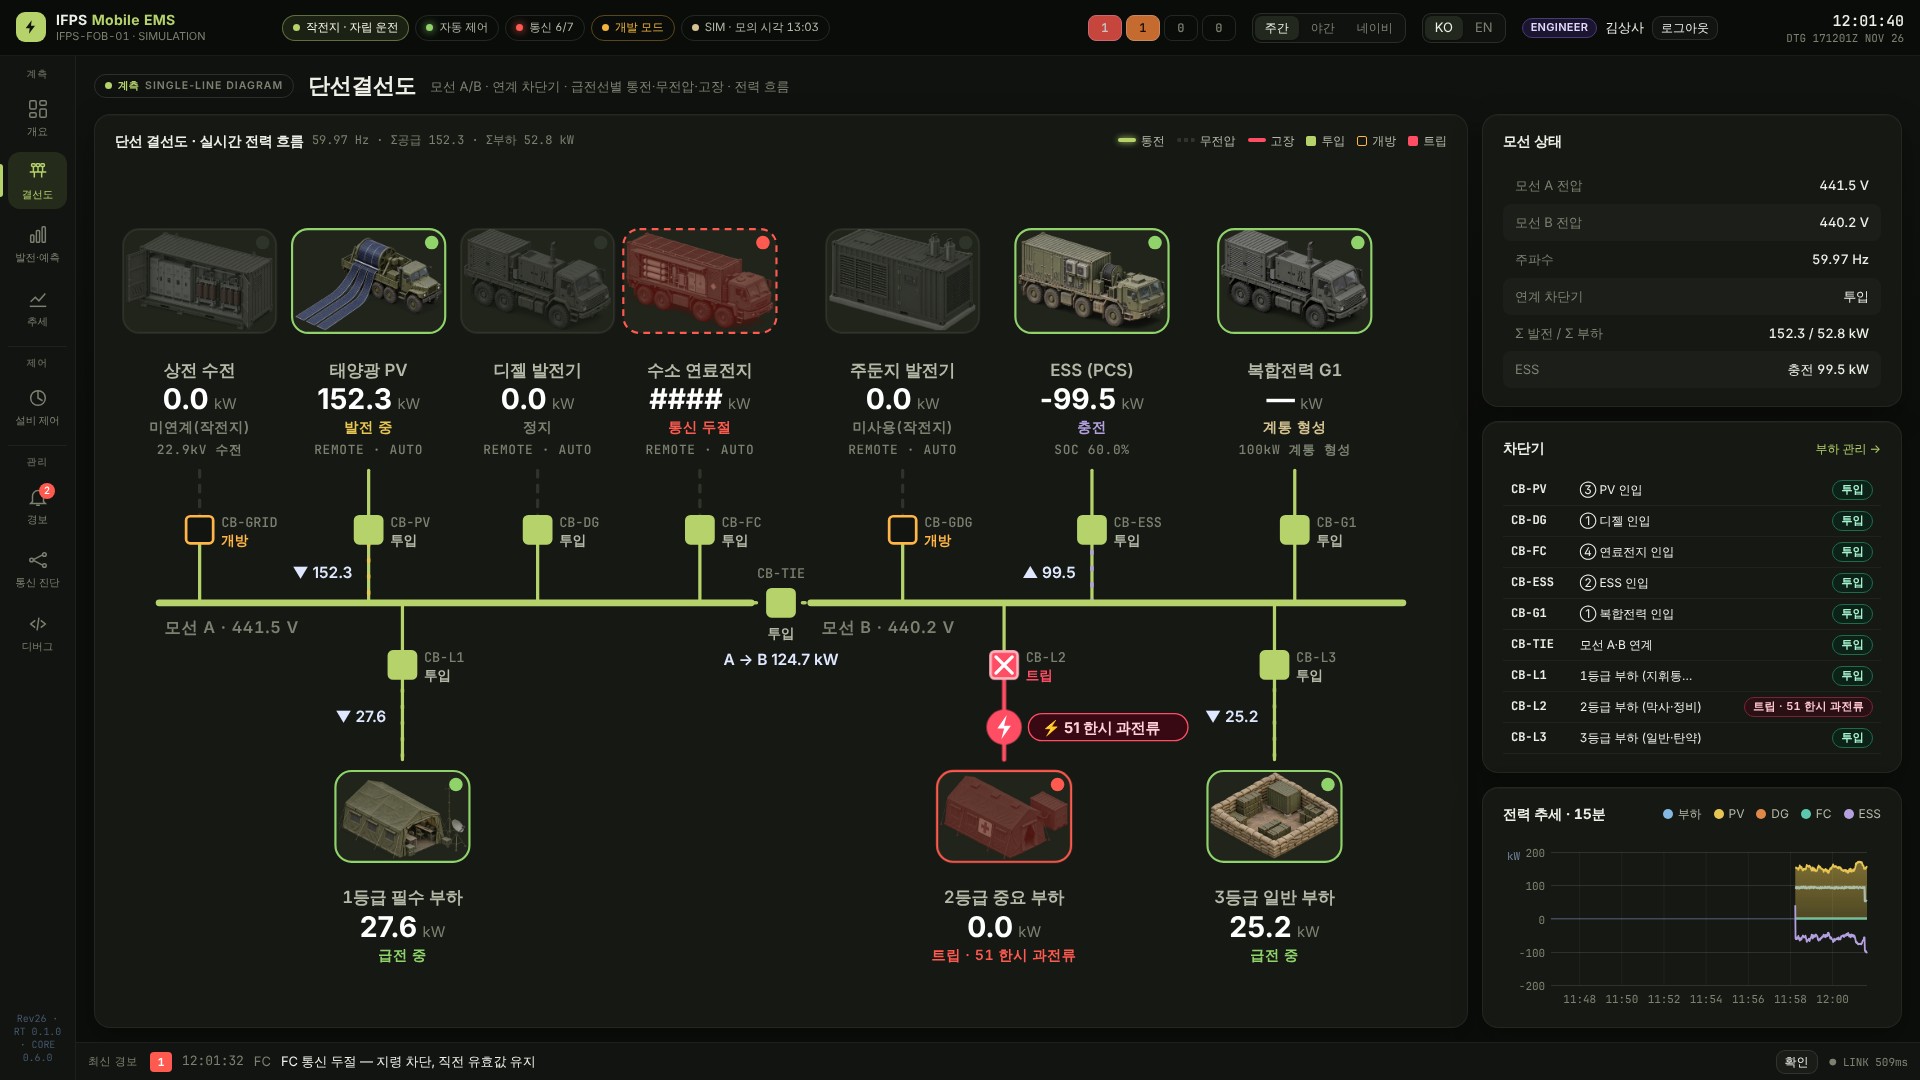 IFPS Mobile EMS
IFPS-FOB-01 · SIMULATION
작전지 · 자립 운전
자동 제어
통신 6/7
개발 모드
SIM · 모의 시각 13:03
1
1
0
0
주간 야간 네이비
KO EN
ENGINEER 김상사 로그아웃
12:01:40
DTG 171201Z NOV 26
계측
개요
결선도
발전·예측
추세
제어
설비 제어
관리
2
경보
통신 진단
디버그
Rev26 ·
RT 0.1.0
· CORE
0.6.0
계측 SINGLE-LINE DIAGRAM
단선결선도
모선 A/B · 연계 차단기 · 급전선별 통전·무전압·고장 · 전력 흐름
단선 결선도 · 실시간 전력 흐름 59.97 Hz · Σ공급 152.3 · Σ부하 52.8 kW
통전 무전압 고장 투입 개방 트립
상전 수전
0.0 kW
미연계(작전지)
22.9kV 수전
태양광 PV
152.3 kW
발전 중
REMOTE · AUTO
디젤 발전기
0.0 kW
정지
REMOTE · AUTO
수소 연료전지
#### kW
통신 두절
REMOTE · AUTO
주둔지 발전기
0.0 kW
미사용(작전지)
REMOTE · AUTO
ESS (PCS)
-99.5 kW
충전
SOC 60.0%
복합전력 G1
— kW
계통 형성
100kW 계통 형성
CB-GRID
개방
CB-PV
투입
CB-DG
투입
CB-FC
투입
CB-GDG
개방
CB-ESS
투입
CB-G1
투입
▼ 152.3
▲ 99.5
CB-TIE
투입
A → B 124.7 kW
모선 A · 441.5 V
모선 B · 440.2 V
CB-L1
투입
CB-L2
트립
CB-L3
투입
▼ 27.6
⚡ 51 한시 과전류
▼ 25.2
1등급 필수 부하
27.6 kW
급전 중
2등급 중요 부하
0.0 kW
트립 · 51 한시 과전류
3등급 일반 부하
25.2 kW
급전 중
모선 상태
모선 A 전압 441.5 V
모선 B 전압 440.2 V
주파수 59.97 Hz
연계 차단기 투입
Σ 발전 / Σ 부하 152.3 / 52.8 kW
ESS 충전 99.5 kW
차단기 부하 관리 →
CB-PV ③ PV 인입 투입
CB-DG ① 디젤 인입 투입
CB-FC ④ 연료전지 인입 투입
CB-ESS ② ESS 인입 투입
CB-G1 ① 복합전력 인입 투입
CB-TIE 모선 A·B 연계 투입
CB-L1 1등급 부하 (지휘통... 투입
CB-L2 2등급 부하 (막사·정비) 트립 · 51 한시 과전류
CB-L3 3등급 부하 (일반·탄약) 투입
전력 추세 · 15분
부하 PV DG FC ESS
kW
200
100
0
-100
-200
11:48 11:50 11:52 11:54 11:56 11:58 12:00
최신 경보 1 12:01:32 FC FC 통신 두절 — 지령 차단, 직전 유효값 유지
확인 LINK 509ms